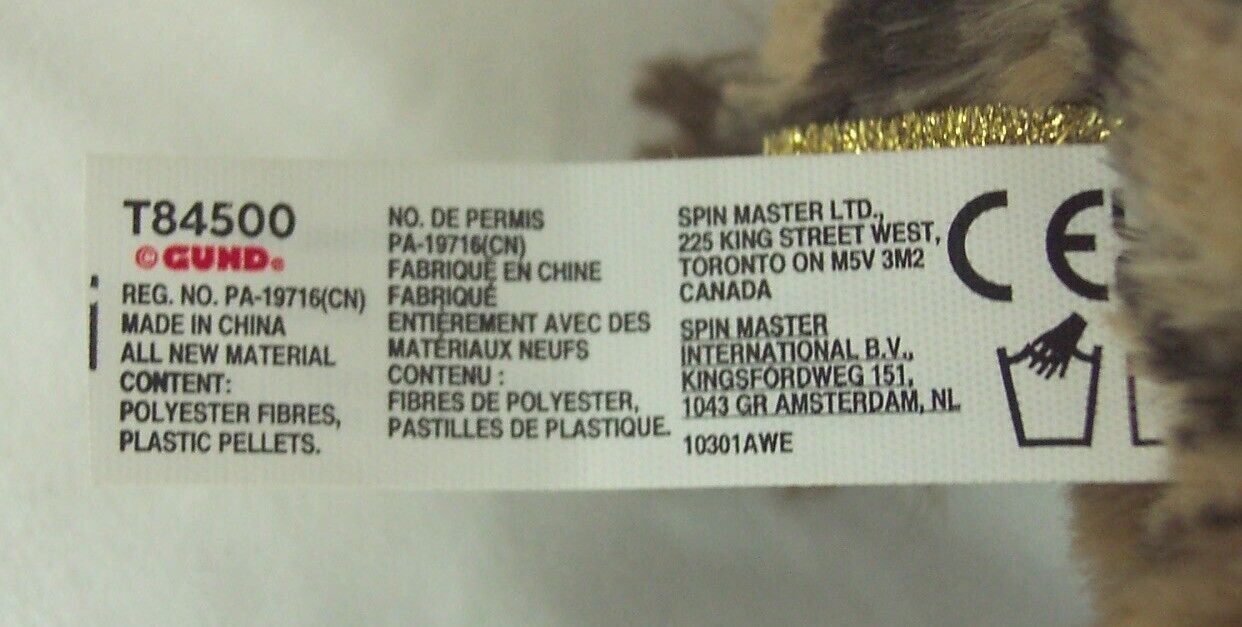 T84500
© GUND®
REG. NO. PA-19716(CN)
MADE IN CHINA
ALL NEW MATERIAL
CONTENT:
POLYESTER FIBRES,
PLASTIC PELLETS.
NO. DE PERMIS
PA-19716(CN)
FABRIQUÉ EN CHINE
FABRIQUÉ
ENTIÈREMENT AVEC DES
MATÉRIAUX NEUFS
CONTENU :
FIBRES DE POLYESTER,
PASTILLES DE PLASTIQUE.
SPIN MASTER LTD.,
225 KING STREET WEST,
TORONTO ON M5V 3M2
CANADA
SPIN MASTER
INTERNATIONAL B.V.,
KINGSFORDWEG 151,
1043 GR AMSTERDAM, NL
10301AWE
CE